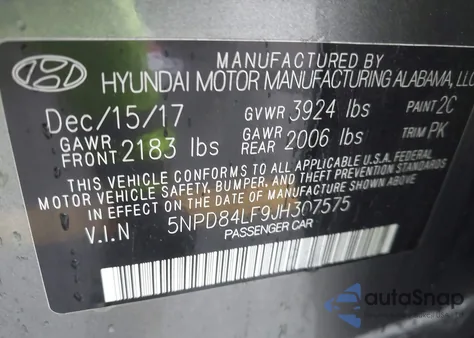 MANUFACTURED BY
HYUNDAI MOTOR MANUFACTURING ALABAMA, LLC
Dec/15/17 GVWR 3924 lbs PAINT 2C
GAWR FRONT 2183 lbs GAWR REAR 2006 lbs TRIM PK
THIS VEHICLE CONFORMS TO ALL APPLICABLE U.S.A. FEDERAL
MOTOR VEHICLE SAFETY, BUMPER, AND THEFT PREVENTION STANDARDS
IN EFFECT ON THE DATE OF MANUFACTURE SHOWN ABOVE.
V.I.N 5NPD84LF9JH307575
PASSENGER CAR
autoSnap